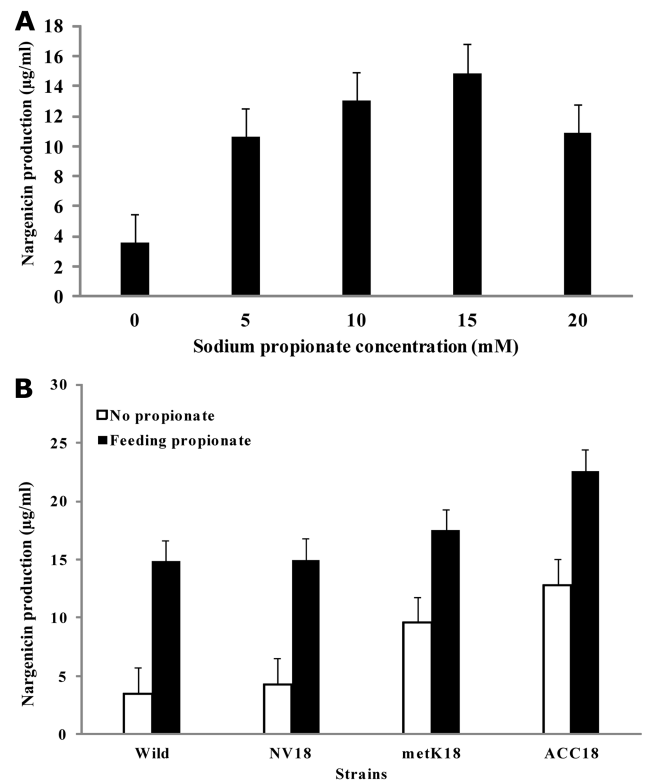 A
Nargenicin production (µg/ml)
18
16
14
12
10
8
6
4
2
0
0 5 10 15 20
Sodium propionate concentration (mM)
B
Nargenicin production (µg/ml)
30
25
20
15
10
5
0
No propionate
Feeding propionate
Wild NV18 metK18 ACC18
Strains